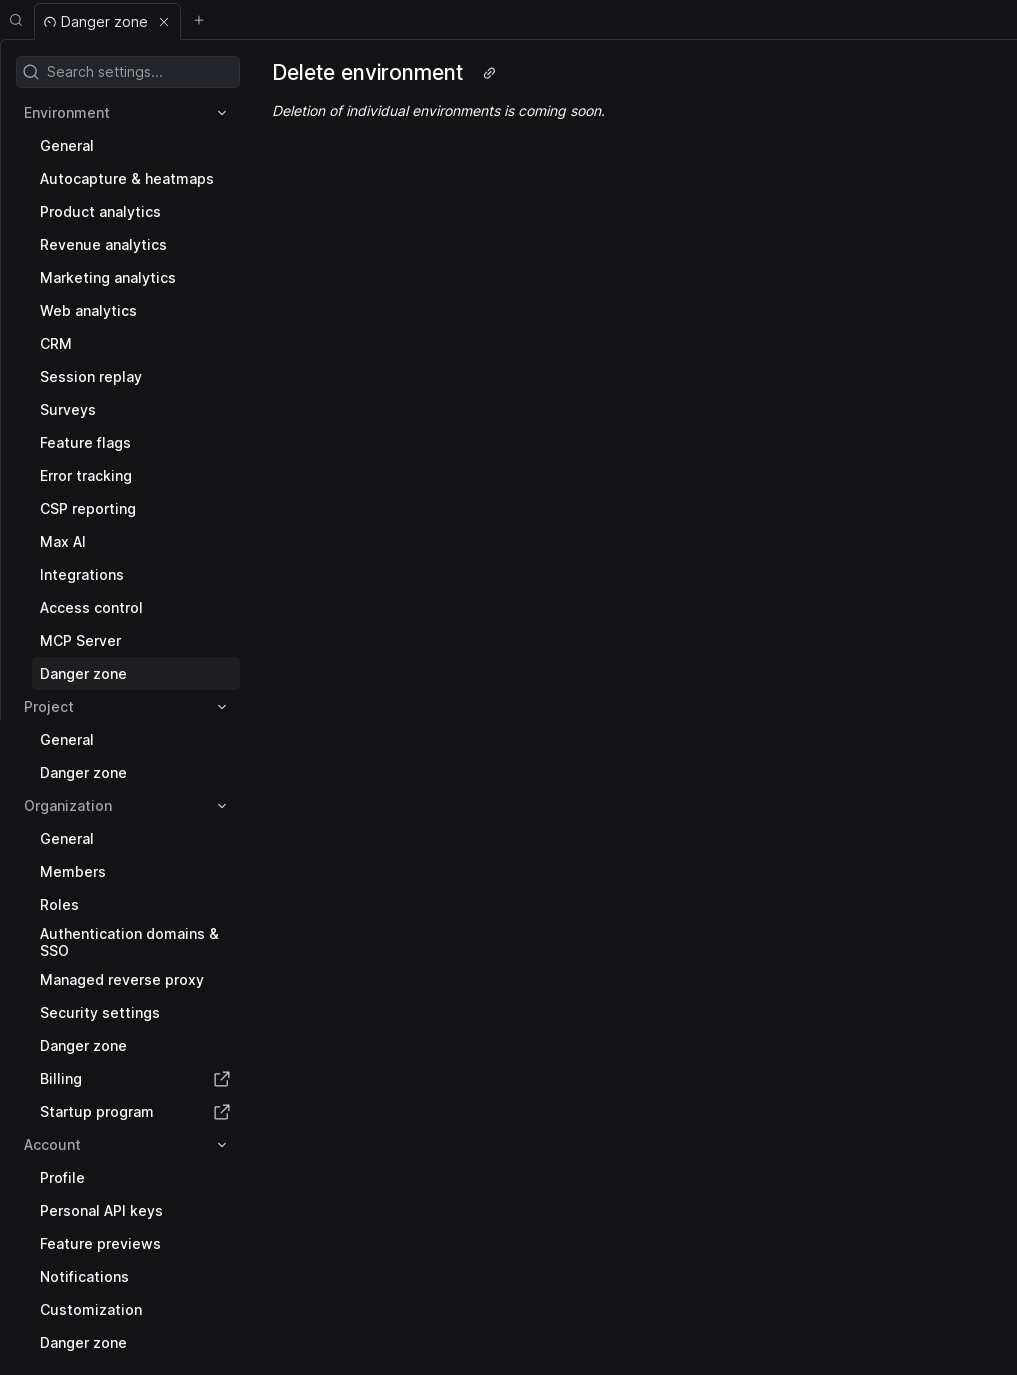 Danger zone
Search settings...
Environment
General
Autocapture & heatmaps
Product analytics
Revenue analytics
Marketing analytics
Web analytics
CRM
Session replay
Surveys
Feature flags
Error tracking
CSP reporting
Max AI
Integrations
Access control
MCP Server
Danger zone
Project
General
Danger zone
Organization
General
Members
Roles
Authentication domains &
SSO
Managed reverse proxy
Security settings
Danger zone
Billing
Startup program
Account
Profile
Personal API keys
Feature previews
Notifications
Customization
Danger zone
Delete environment
Deletion of individual environments is coming soon.